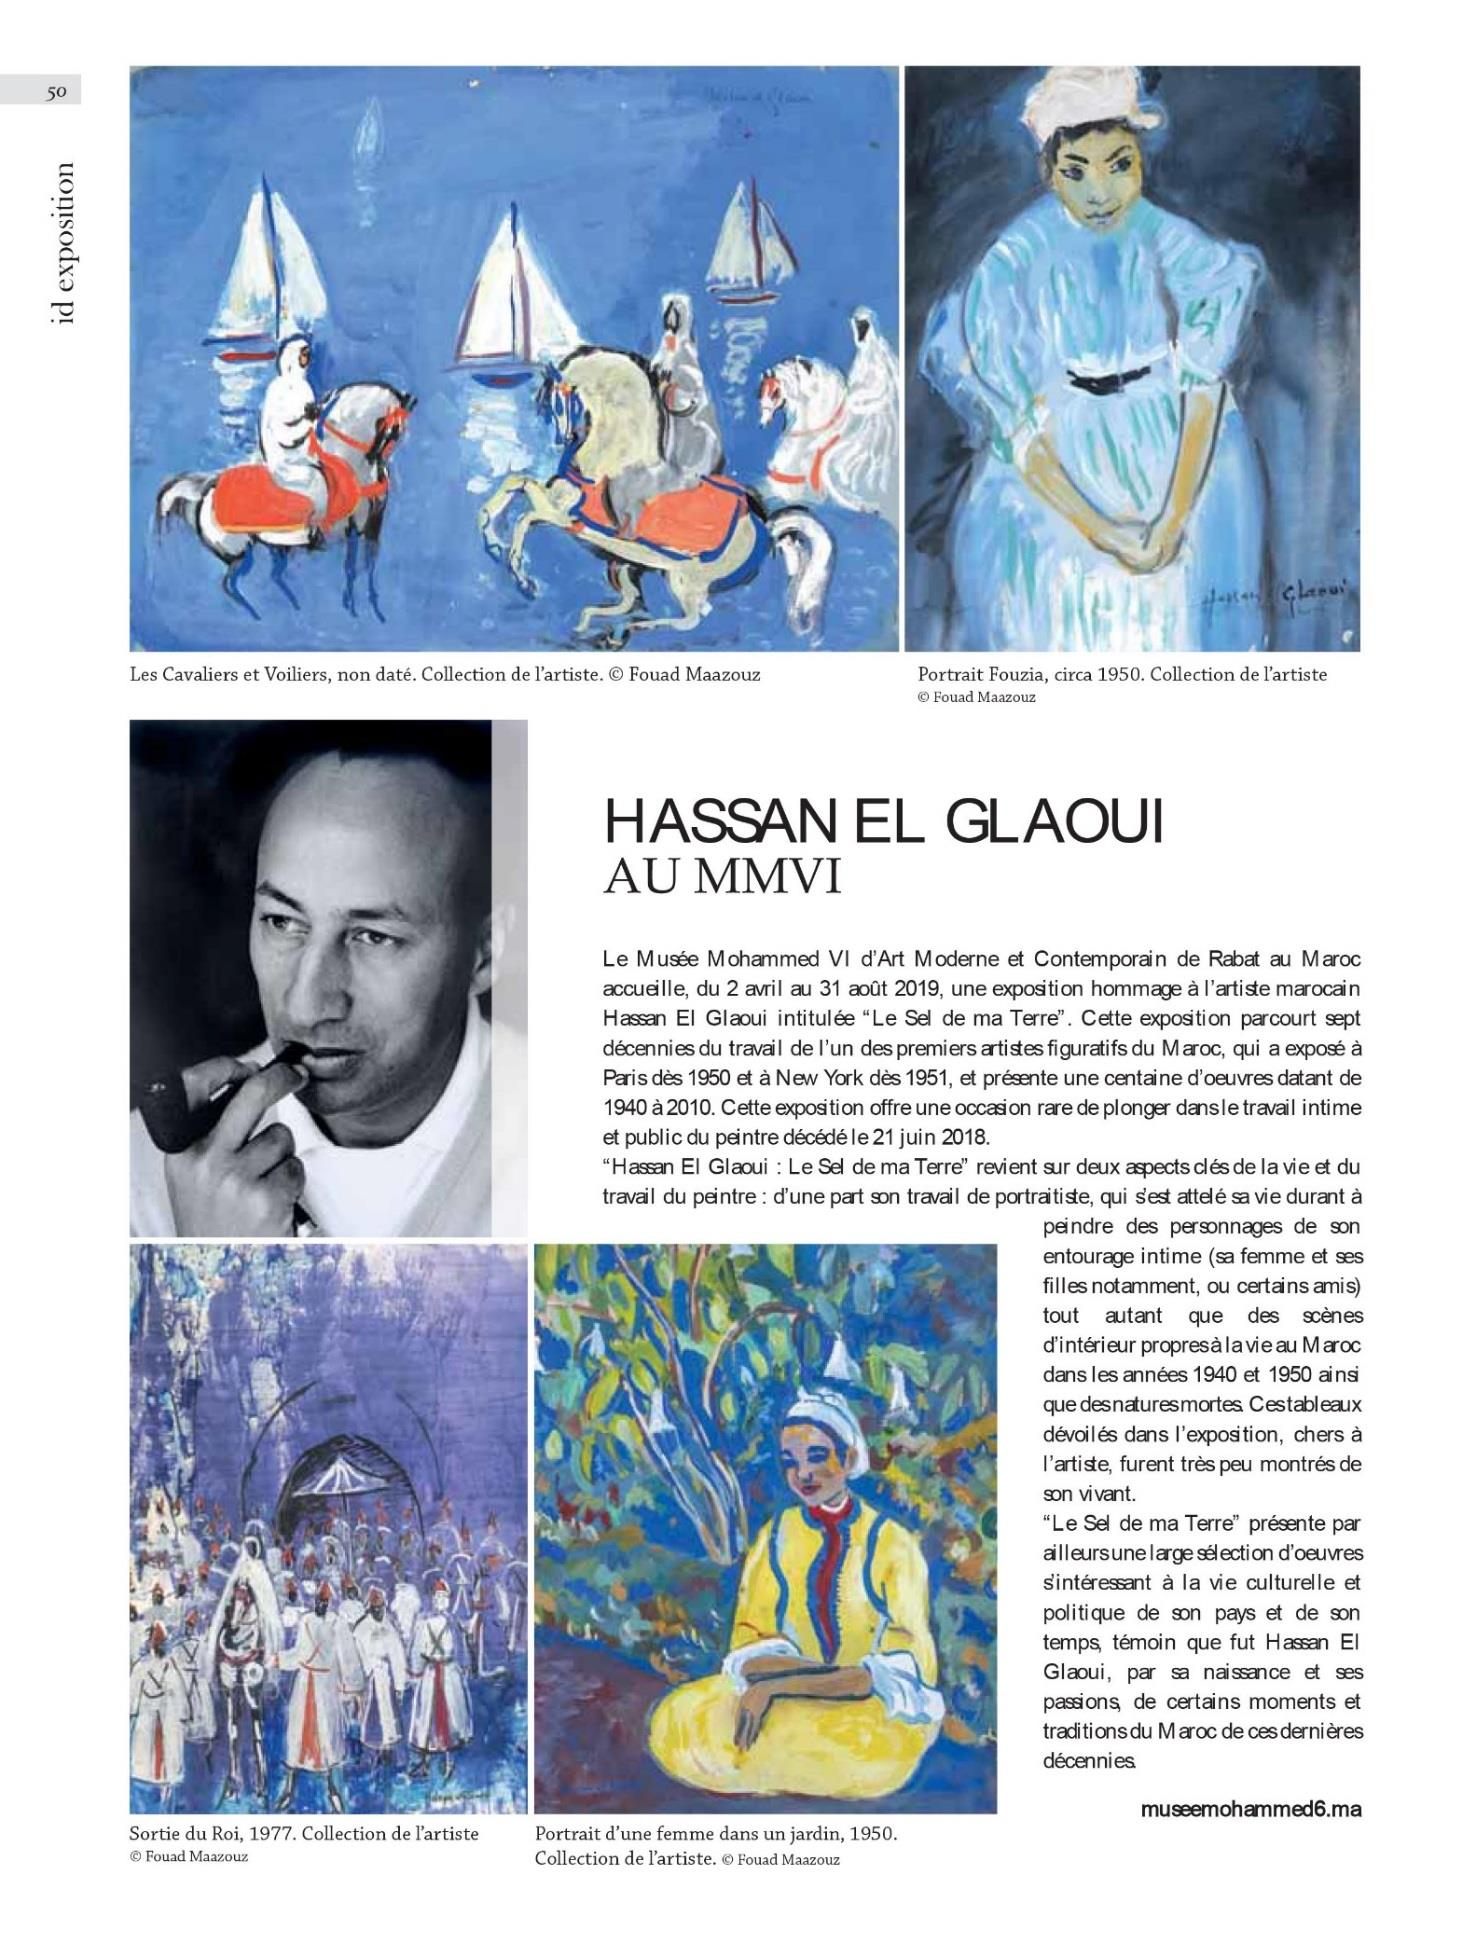 50
id exposition
Hassan Glaoui
Les Cavaliers et Voiliers, non daté. Collection de l'artiste. © Fouad Maazouz
Portrait Fouzia, circa 1950. Collection de l'artiste
© Fouad Maazouz
HASSAN EL GLAOUI
AU MMVI
Le Musée Mohammed VI d'Art Moderne et Contemporain de Rabat au Maroc
accueille, du 2 avril au 31 août 2019, une exposition hommage à l'artiste marocain
Hassan El Glaoui intitulée “Le Sel de ma Terre”. Cette exposition parcourt sept
décennies du travail de l'un des premiers artistes figuratifs du Maroc, qui a exposé à
Paris dès 1950 et à New York dès 1951, et présente une centaine d'oeuvres datant de
1940 à 2010. Cette exposition offre une occasion rare de plonger dans le travail intime
et public du peintre décédé le 21 juin 2018.
“Hassan El Glaoui : Le Sel de ma Terre” revient sur deux aspects clés de la vie et du
travail du peintre : d'une part son travail de portraitiste, qui s'est attelé sa vie durant à
peindre des personnages de son
entourage intime (sa femme et ses
filles notamment, ou certains amis)
tout autant que des scènes
d'intérieur propres à la vie au Maroc
dans les années 1940 et 1950 ainsi
que des natures mortes. Ces tableaux
dévoilés dans l'exposition, chers à
l'artiste, furent très peu montrés de
son vivant.
“Le Sel de ma Terre” présente par
ailleurs une large sélection d'oeuvres
s'intéressant à la vie culturelle et
politique de son pays et de son
temps, témoin que fut Hassan El
Glaoui, par sa naissance et ses
passions, de certains moments et
traditions du Maroc de ces dernières
décennies.
museemohammed6.ma
Sortie du Roi, 1977. Collection de l'artiste
© Fouad Maazouz
Portrait d'une femme dans un jardin, 1950.
Collection de l'artiste. © Fouad Maazouz